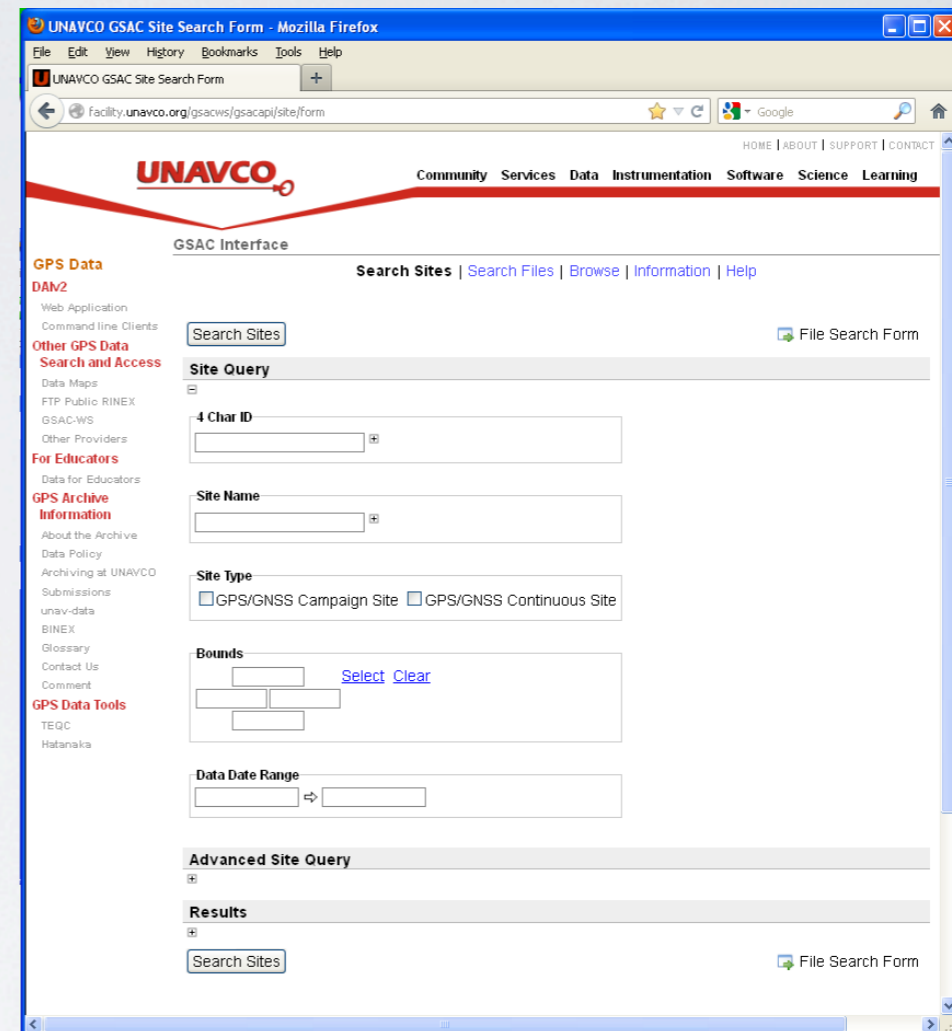 UNAVCO GSAC Site Search Form - Mozilla Firefox
File Edit View History Bookmarks Tools Help
UNAVCO GSAC Site Search Form
facility.unavco.org/gsacws/gsacapi/site/form
Google
HOME | ABOUT | SUPPORT | CONTACT
UNAVCO
Community Services Data Instrumentation Software Science Learning
GSAC Interface
Search Sites | Search Files | Browse | Information | Help
GPS Data
DAIv2
Web Application
Command line Clients
Other GPS Data
Search and Access
Data Maps
FTP Public RINEX
GSAC-WS
Other Providers
For Educators
Data for Educators
GPS Archive
Information
About the Archive
Data Policy
Archiving at UNAVCO
Submissions
unav-data
BINEX
Glossary
Contact Us
Comment
GPS Data Tools
TEQC
Hatanaka
Search Sites
File Search Form
Site Query
4 Char ID
Site Name
Site Type
GPS/GNSS Campaign Site GPS/GNSS Continuous Site
Bounds
Select Clear
Data Date Range
Advanced Site Query
Results
Search Sites
File Search Form